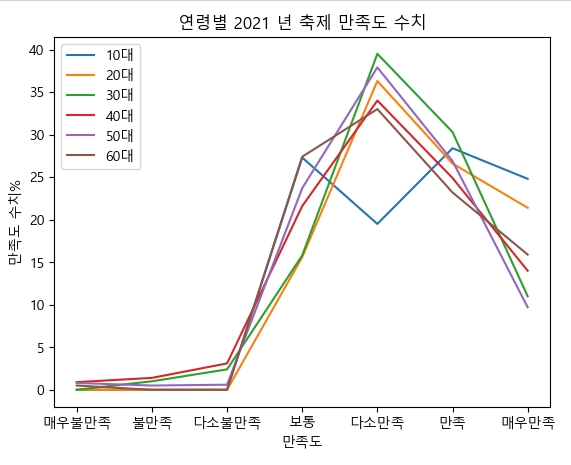 연령별 2021 년 축제 만족도 수치
10대
20대
30대
40대
50대
60대
만족도 수치%
40
35
30
25
20
15
10
5
0
매우불만족 불만족 다소불만족 보통 다소만족 만족 매우만족
만족도